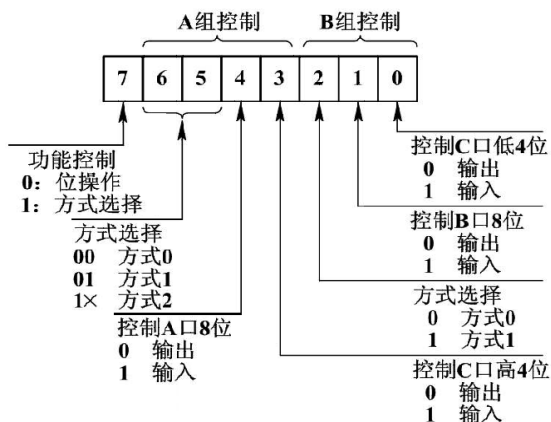 A组控制 B组控制
7 6 5 4 3 2 1 0
功能控制
0：位操作
1：方式选择
方式选择
00 方式0
01 方式1
1× 方式2
控制A口8位
0 输出
1 输入
控制C口低4位
0 输出
1 输入
控制B口8位
0 输出
1 输入
方式选择
0 方式0
1 方式1
控制C口高4位
0 输出
1 输入